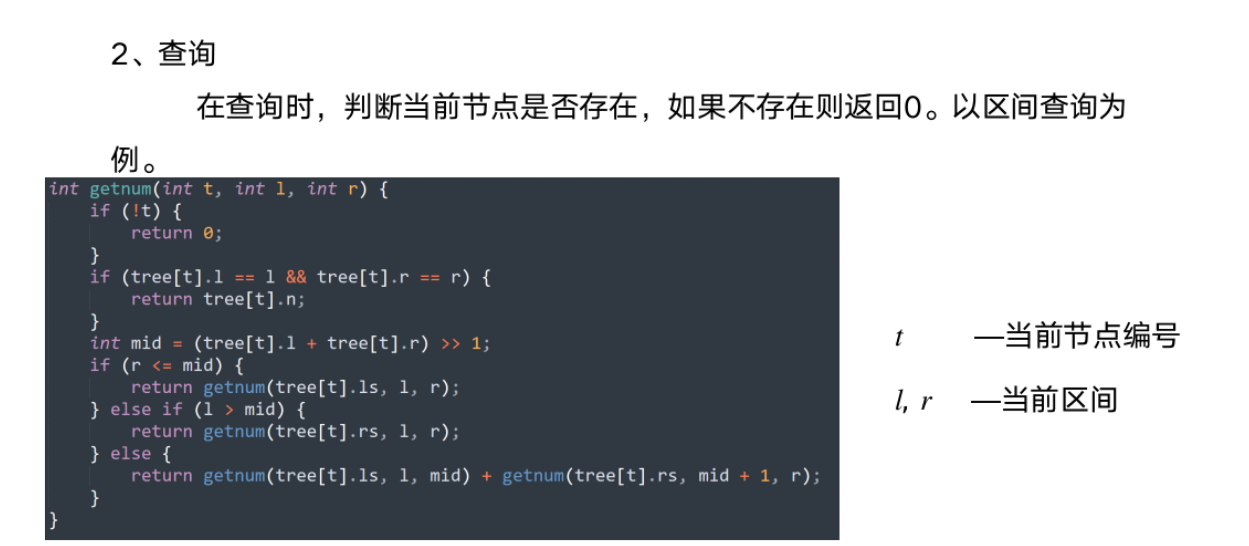 2、查询
在查询时，判断当前节点是否存在，如果不存在则返回0。以区间查询为
例。
int getnum(int t, int l, int r) {
    if (!t) {
        return 0;
    }
    if (tree[t].l == l && tree[t].r == r) {
        return tree[t].n;
    }
    int mid = (tree[t].l + tree[t].r) >> 1;
    if (r <= mid) {
        return getnum(tree[t].ls, l, r);
    } else if (l > mid) {
        return getnum(tree[t].rs, l, r);
    } else {
        return getnum(tree[t].ls, l, mid) + getnum(tree[t].rs, mid + 1, r);
    }
}
t —当前节点编号
l, r —当前区间